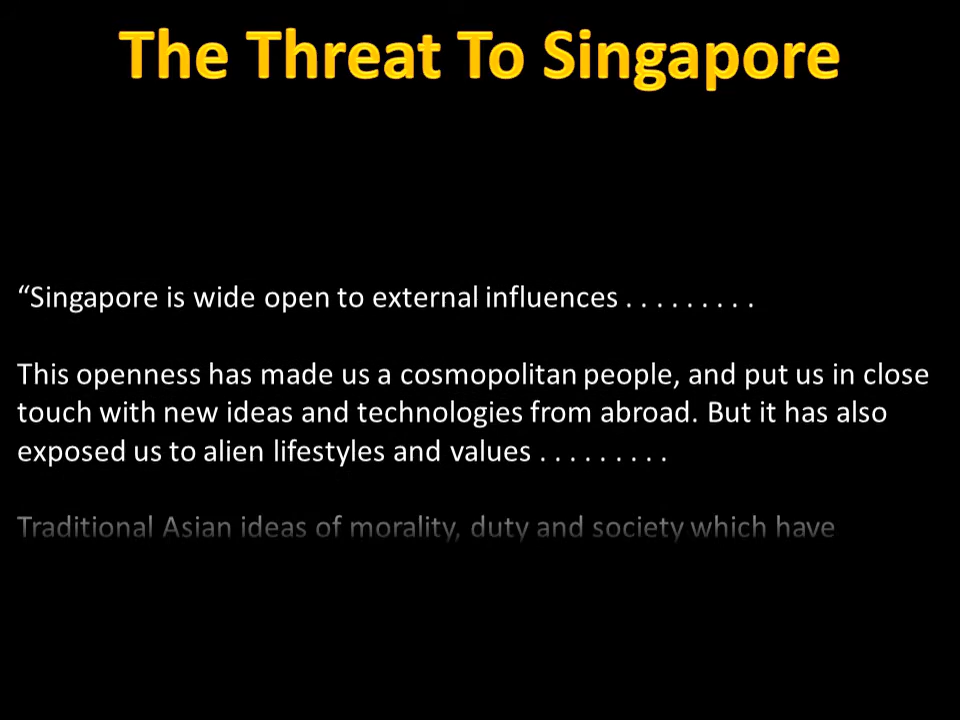 The Threat To Singapore
“Singapore is wide open to external influences . . . . . . . . .
This openness has made us a cosmopolitan people, and put us in close
touch with new ideas and technologies from abroad. But it has also
exposed us to alien lifestyles and values . . . . . . . . .
Traditional Asian ideas of morality, duty and society which have